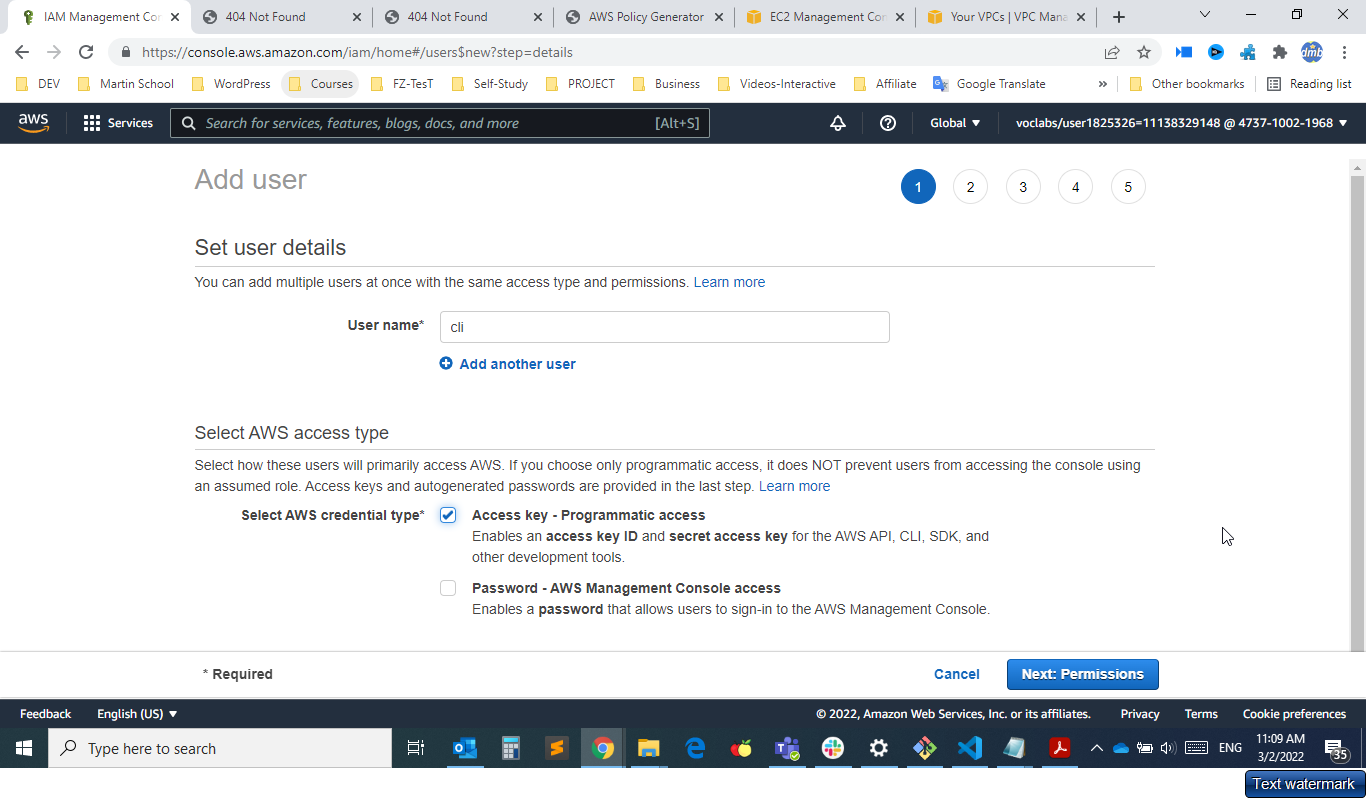 IAM Management Con
404 Not Found
404 Not Found
AWS Policy Generator
EC2 Management Con
Your VPCs | VPC Mana
https://console.aws.amazon.com/iam/home#/users$new?step=details
dmb
DEV
Martin School
WordPress
Courses
FZ-TesT
Self-Study
PROJECT
Business
Videos-Interactive
Affiliate
Google Translate
»
Other bookmarks
Reading list
aws
Services
Search for services, features, blogs, docs, and more
[Alt+S]
Global
voclabs/user1825326=11138329148 @ 4737-1002-1968
Add user
1 2 3 4 5
Set user details
You can add multiple users at once with the same access type and permissions. Learn more
User name* cli
Add another user
Select AWS access type
Select how these users will primarily access AWS. If you choose only programmatic access, it does NOT prevent users from accessing the console using
an assumed role. Access keys and autogenerated passwords are provided in the last step. Learn more
Select AWS credential type* Access key - Programmatic access
Enables an access key ID and secret access key for the AWS API, CLI, SDK, and
other development tools.
Password - AWS Management Console access
Enables a password that allows users to sign-in to the AWS Management Console.
* Required
Cancel
Next: Permissions
Feedback
English (US)
© 2022, Amazon Web Services, Inc. or its affiliates.
Privacy
Terms
Cookie preferences
Type here to search
ENG
11:09 AM
3/2/2022
35
Text watermark